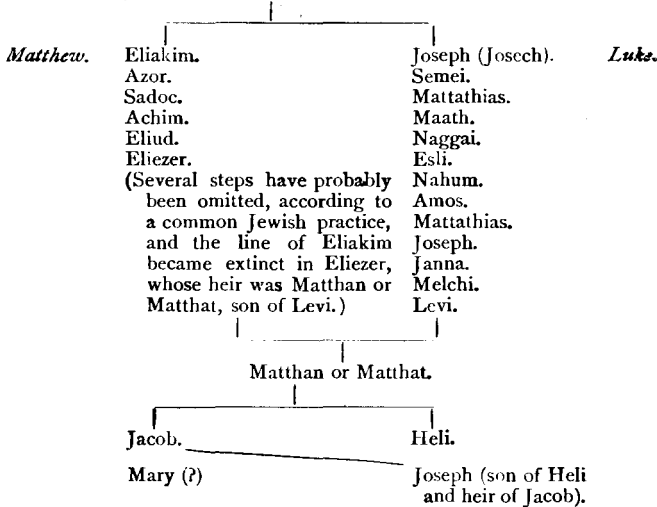 Matthew.
Eliakim.
Azor.
Sadoc.
Achim.
Eliud.
Eliezer.
(Several steps have probably
been omitted, according to
a common Jewish practice,
and the line of Eliakim
became extinct in Eliezer,
whose heir was Matthan or
Matthat, son of Levi.)
Joseph (Josech).
Semei.
Mattathias.
Maath.
Naggai.
Esli.
Nahum.
Amos.
Mattathias.
Joseph.
Janna.
Melchi.
Levi.
Luke.
Matthan or Matthat.
Jacob.
Heli.
Mary (?)
Joseph (son of Heli
and heir of Jacob).